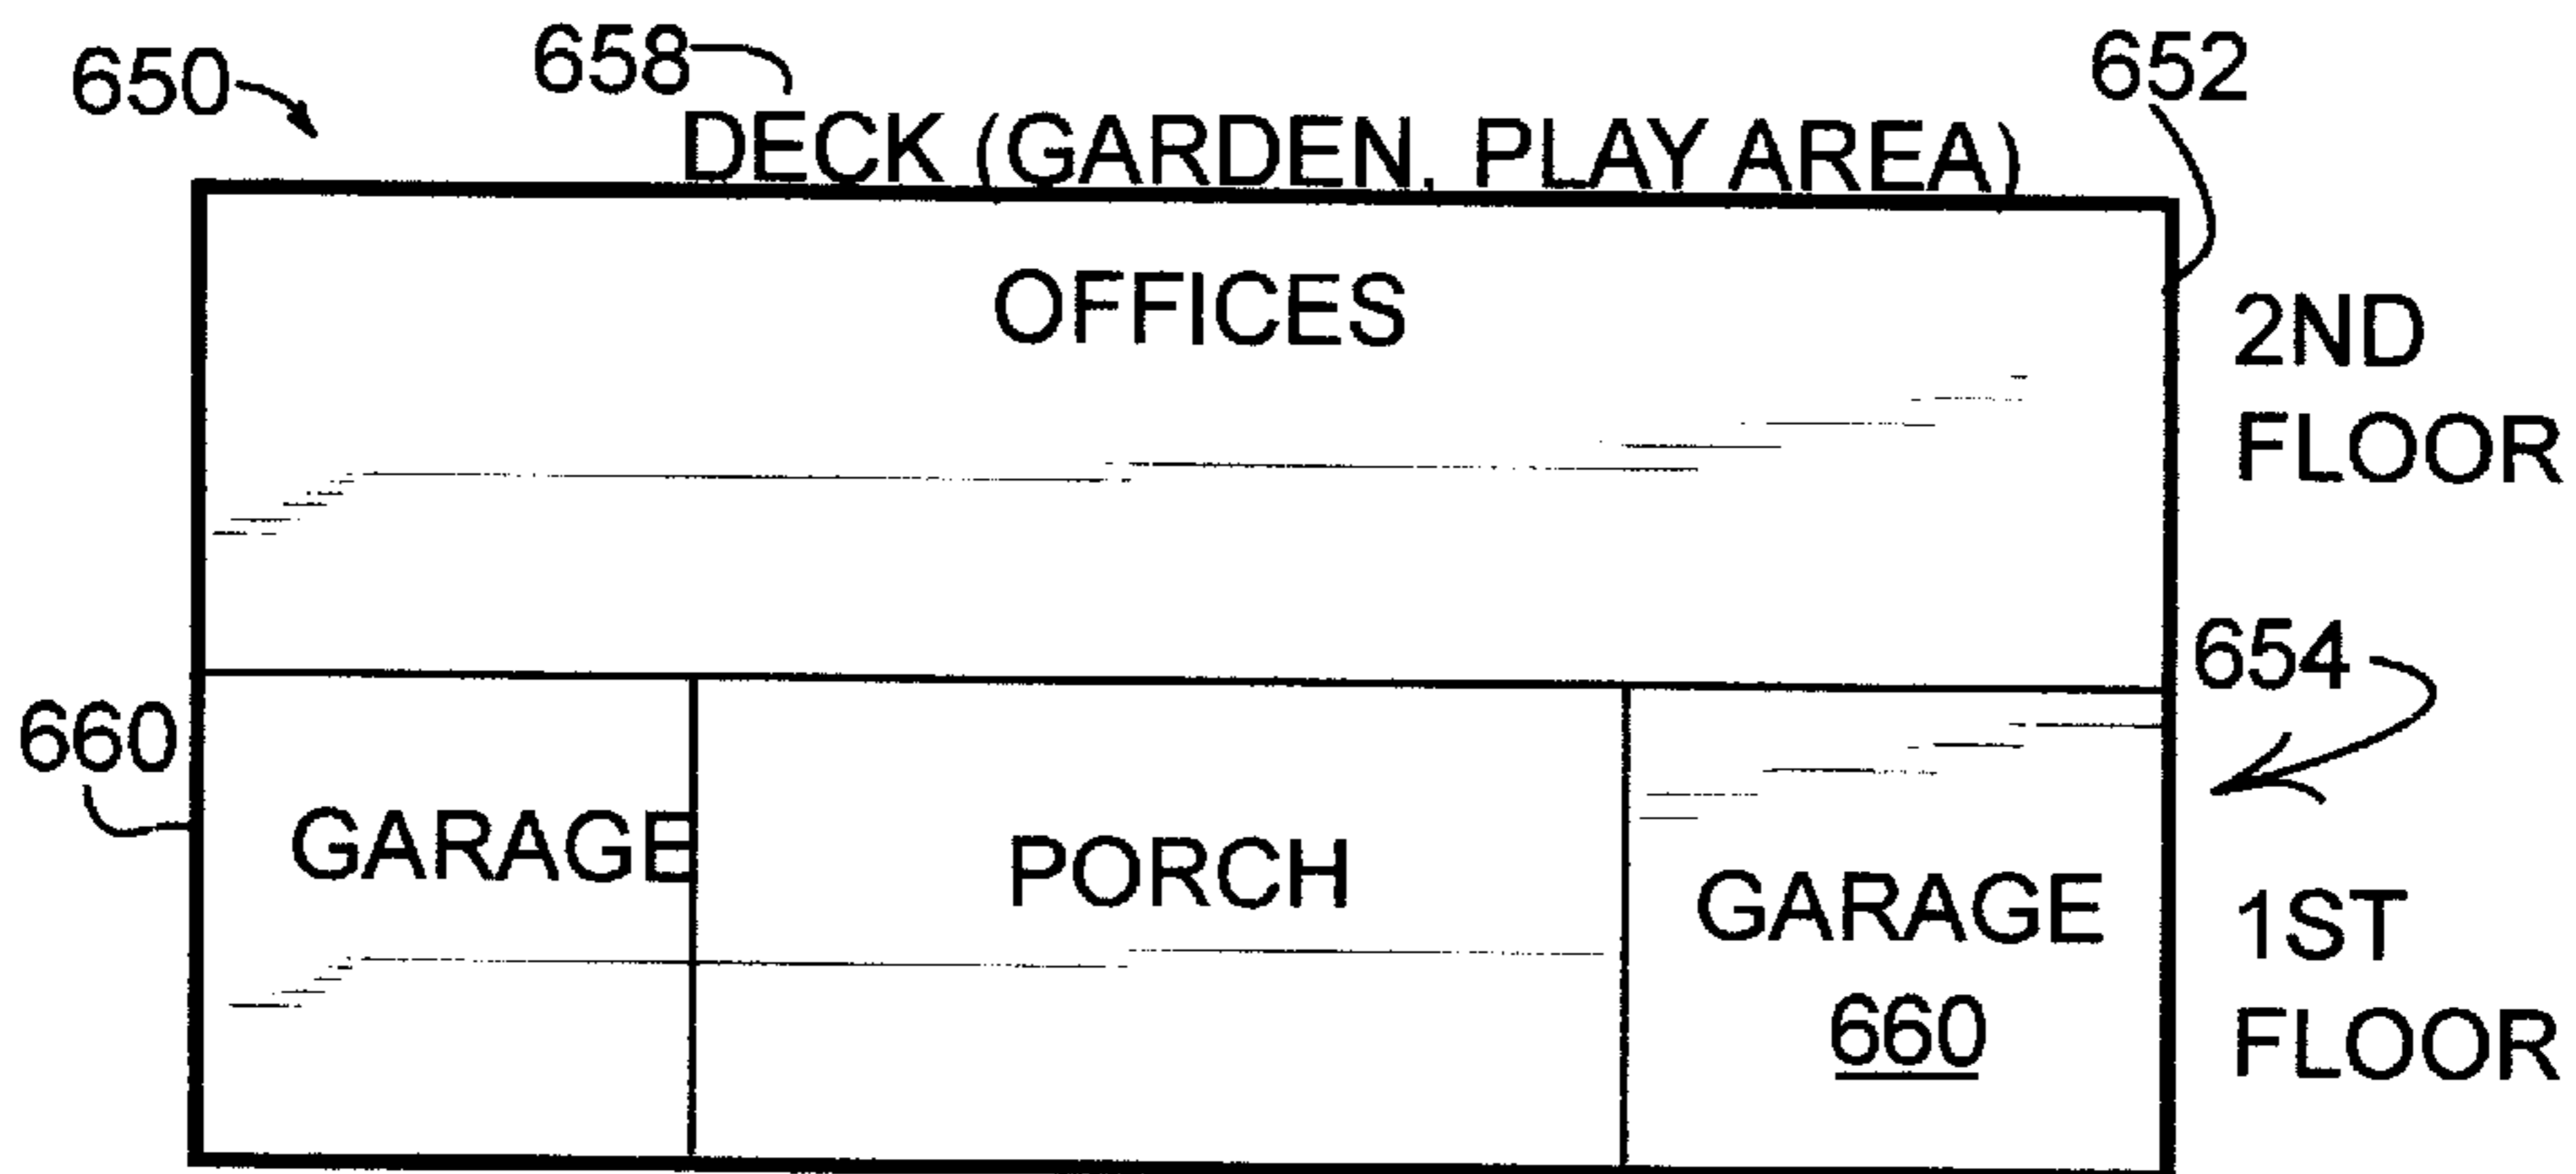 650
658
652
DECK (GARDEN, PLAY AREA)
OFFICES
2ND
FLOOR
654
660
GARAGE
PORCH
GARAGE
660
1ST
FLOOR